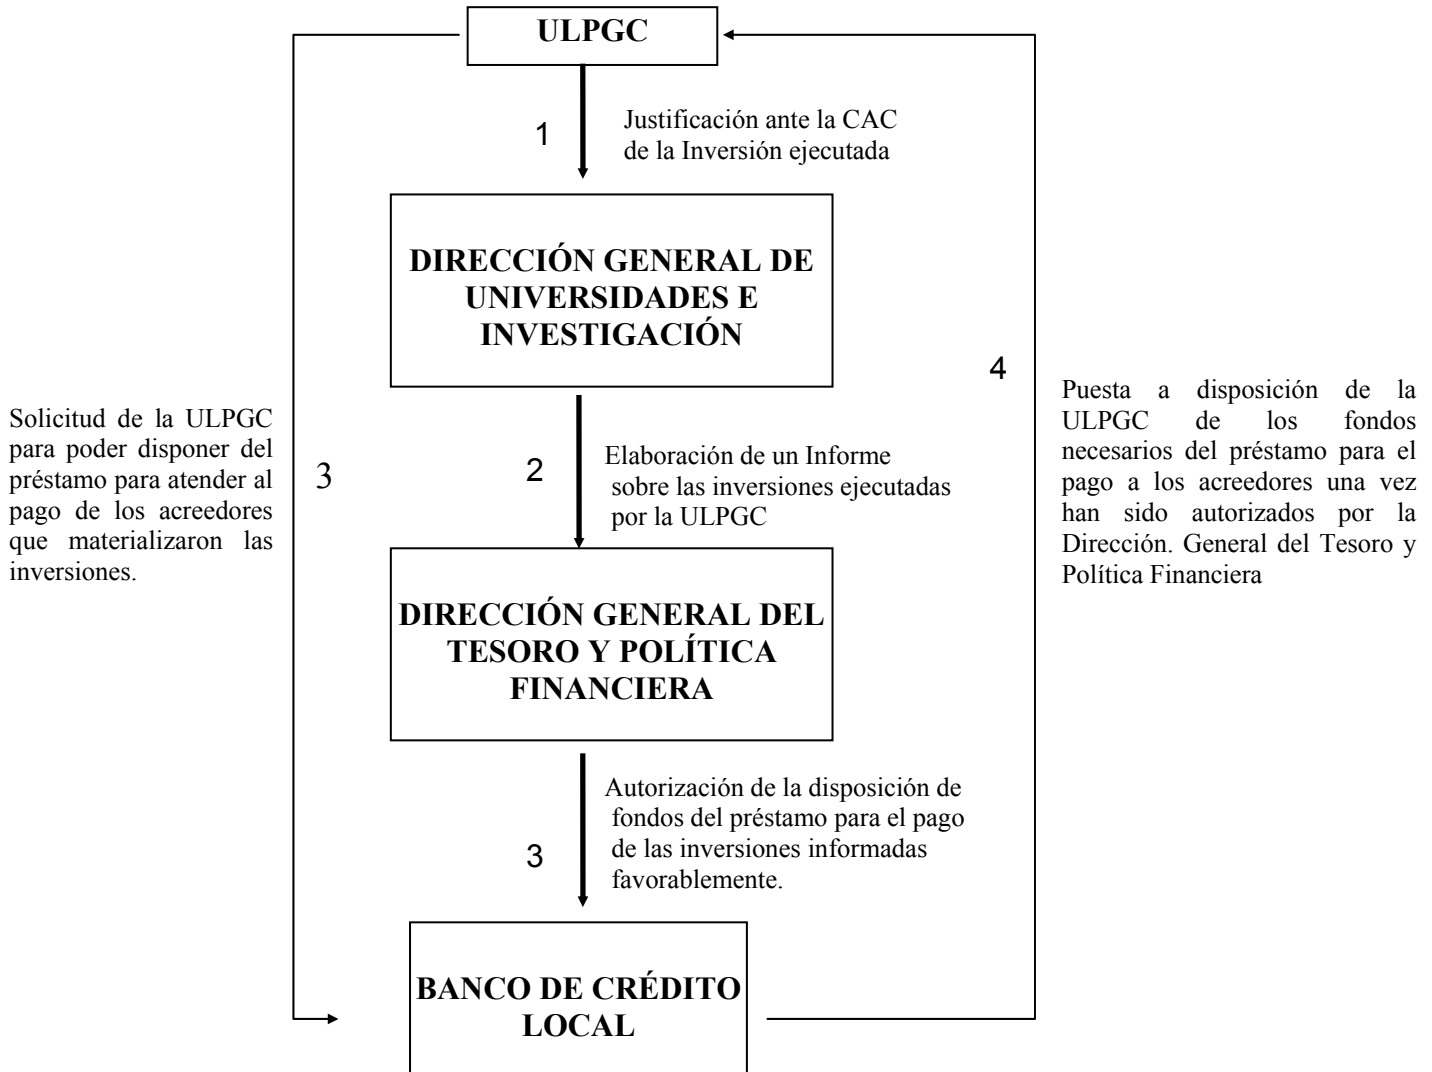 ULPGC
1
Justificación ante la CAC
de la Inversión ejecutada
DIRECCIÓN GENERAL DE
UNIVERSIDADES E
INVESTIGACIÓN
Solicitud de la ULPGC
para poder disponer del
préstamo para atender al
pago de los acreedores
que materializaron las
inversiones.
3
2
Elaboración de un Informe
sobre las inversiones ejecutadas
por la ULPGC
4
Puesta a disposición de la
ULPGC de los fondos
necesarios del préstamo para el
pago a los acreedores una vez
han sido autorizados por la
Dirección. General del Tesoro y
Política Financiera
DIRECCIÓN GENERAL DEL
TESORO Y POLÍTICA
FINANCIERA
3
Autorización de la disposición de
fondos del préstamo para el pago
de las inversiones informadas
favorablemente.
BANCO DE CRÉDITO
LOCAL